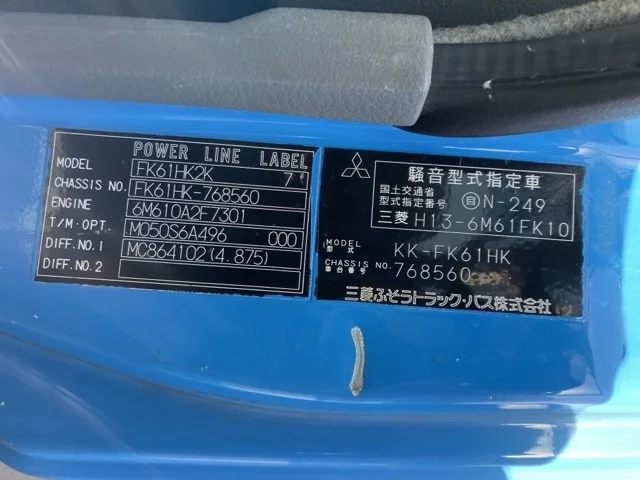 POWER LINE LABEL
MODEL FK61HK2K 7
CHASSIS NO. FK61HK-768560
ENGINE 6M610A2F7301
T/M・OPT. MO50S6A496 000
DIFF NO.1 MC864102(4.875)
DIFF NO.2
騒音型式指定車
国土交通省
型式指定番号 自N-249
三菱 H13-6M61FK10
MODEL KK-FK61HK
型式
CHASSIS NO. 768560
車台番号
三菱ふそうトラック・バス株式会社